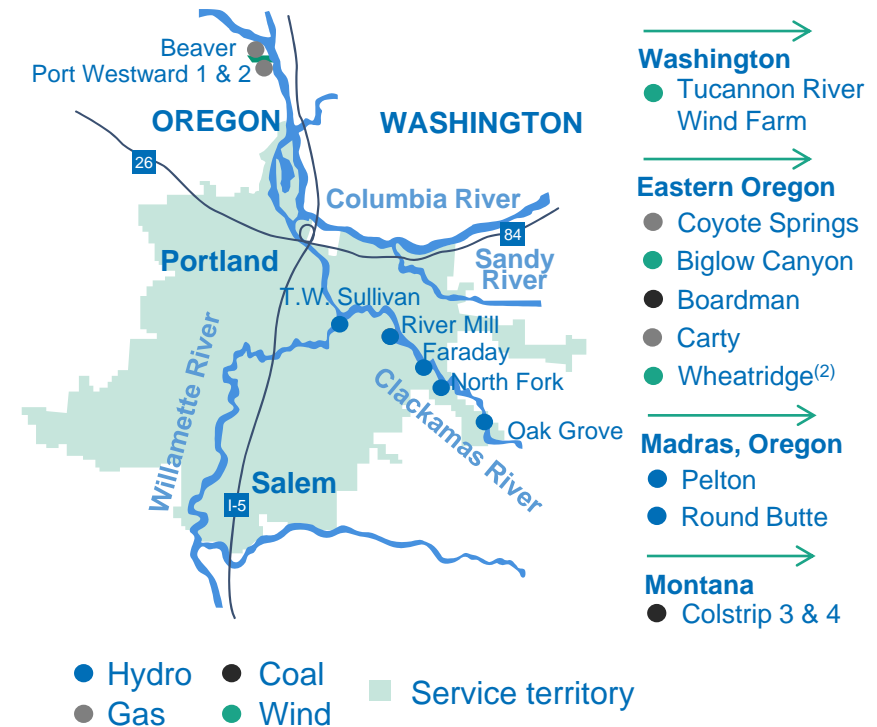 Beaver
Port Westward 1 & 2
OREGON
WASHINGTON
26
Columbia River
84
Portland
Sandy
River
T.W. Sullivan
River Mill
Faraday
North Fork
Oak Grove
Willamette River
Clackamas River
Salem
I-5
Washington
Tucannon River
Wind Farm
Eastern Oregon
Coyote Springs
Biglow Canyon
Boardman
Carty
Wheatridge(2)
Madras, Oregon
Pelton
Round Butte
Montana
Colstrip 3 & 4
Hydro
Coal
Gas
Wind
Service territory